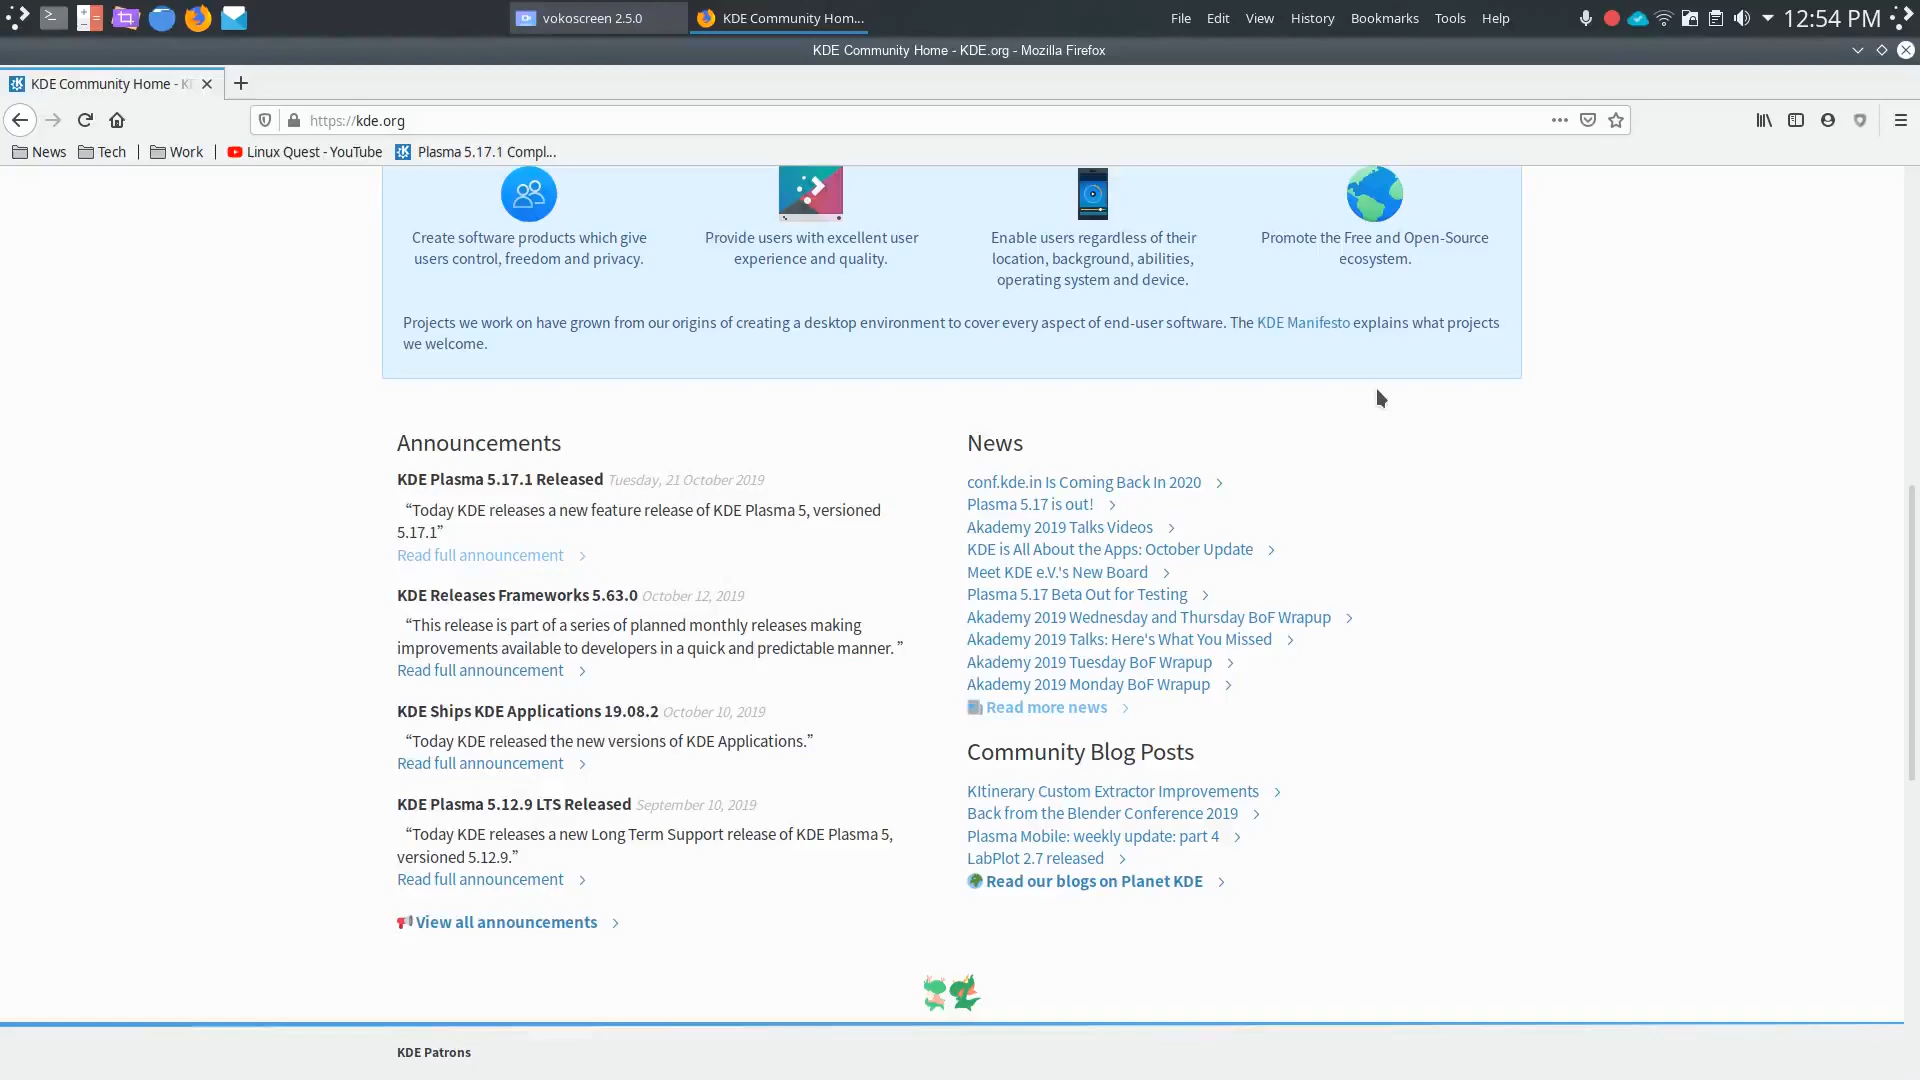 vokoscreen 2.5.0
KDE Community Hom...
File Edit View History Bookmarks Tools Help
12:54 PM
KDE Community Home - KDE.org - Mozilla Firefox
KDE Community Home - KD
https://kde.org
News Tech Work Linux Quest - YouTube Plasma 5.17.1 Compl...
Create software products which give
users control, freedom and privacy.
Provide users with excellent user
experience and quality.
Enable users regardless of their
location, background, abilities,
operating system and device.
Promote the Free and Open-Source
ecosystem.
Projects we work on have grown from our origins of creating a desktop environment to cover every aspect of end-user software. The KDE Manifesto explains what projects
we welcome.
Announcements
KDE Plasma 5.17.1 Released Tuesday, 21 October 2019
“Today KDE releases a new feature release of KDE Plasma 5, versioned
5.17.1”
Read full announcement
KDE Releases Frameworks 5.63.0 October 12, 2019
“This release is part of a series of planned monthly releases making
improvements available to developers in a quick and predictable manner. ”
Read full announcement
KDE Ships KDE Applications 19.08.2 October 10, 2019
“Today KDE released the new versions of KDE Applications.”
Read full announcement
KDE Plasma 5.12.9 LTS Released September 10, 2019
“Today KDE releases a new Long Term Support release of KDE Plasma 5,
versioned 5.12.9.”
Read full announcement
View all announcements
News
conf.kde.in Is Coming Back In 2020
Plasma 5.17 is out!
Akademy 2019 Talks Videos
KDE is All About the Apps: October Update
Meet KDE e.V.'s New Board
Plasma 5.17 Beta Out for Testing
Akademy 2019 Wednesday and Thursday BoF Wrapup
Akademy 2019 Talks: Here's What You Missed
Akademy 2019 Tuesday BoF Wrapup
Akademy 2019 Monday BoF Wrapup
Read more news
Community Blog Posts
KItinerary Custom Extractor Improvements
Back from the Blender Conference 2019
Plasma Mobile: weekly update: part 4
LabPlot 2.7 released
Read our blogs on Planet KDE
KDE Patrons